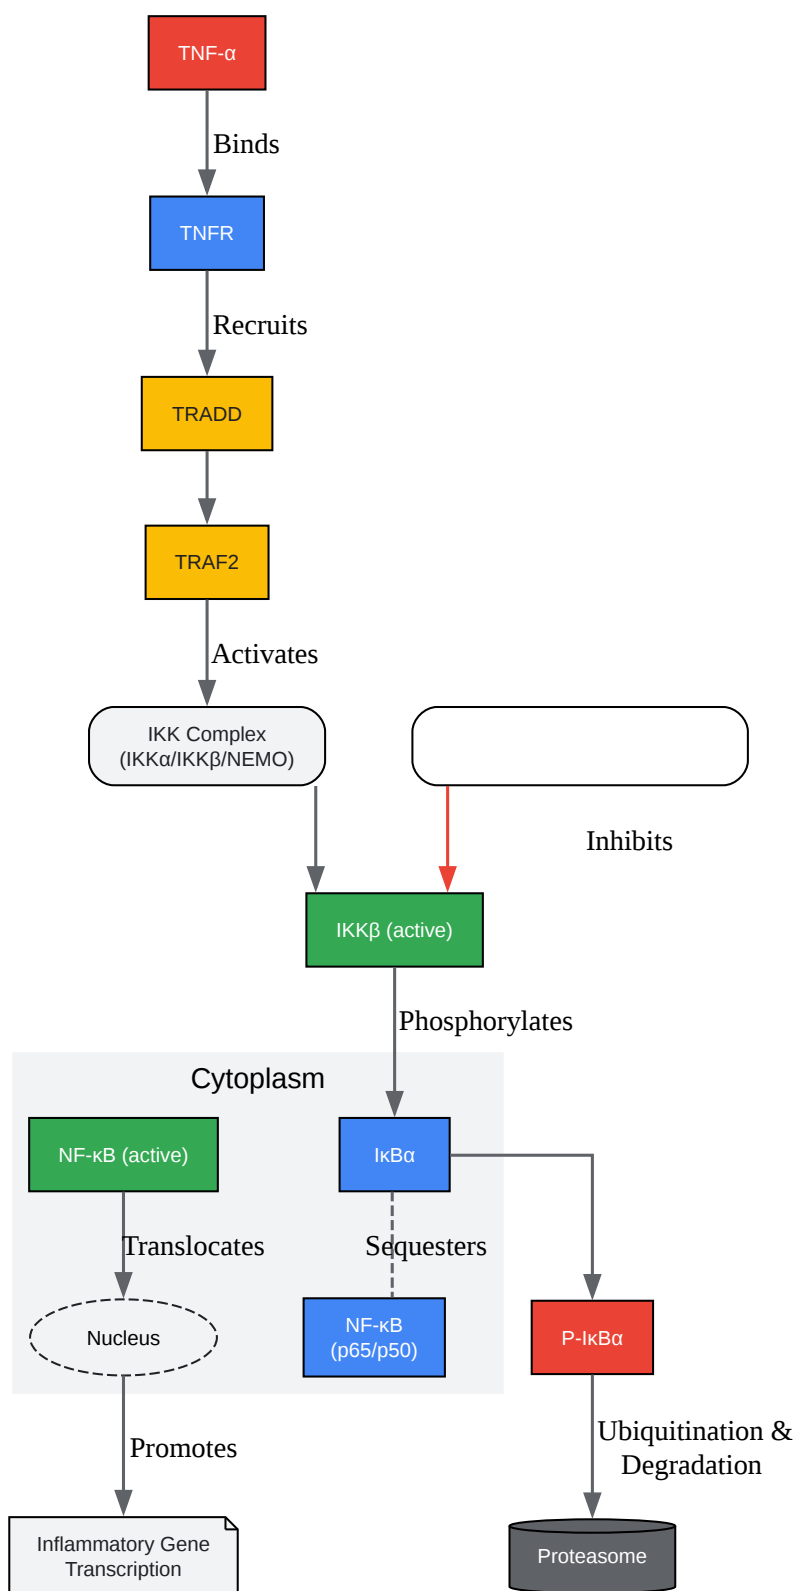 TNF-α
Binds
TNFR
Recruits
TRADD
TRAF2
Activates
IKK Complex
(IKKα/IKKβ/NEMO)
Inhibits
IKKβ (active)
Phosphorylates
Cytoplasm
NF-κB (active)
IκBα
Translocates
Sequesters
Nucleus
NF-κB
(p65/p50)
P-IκBα
Promotes
Ubiquitination &
Degradation
Inflammatory Gene
Transcription
Proteasome